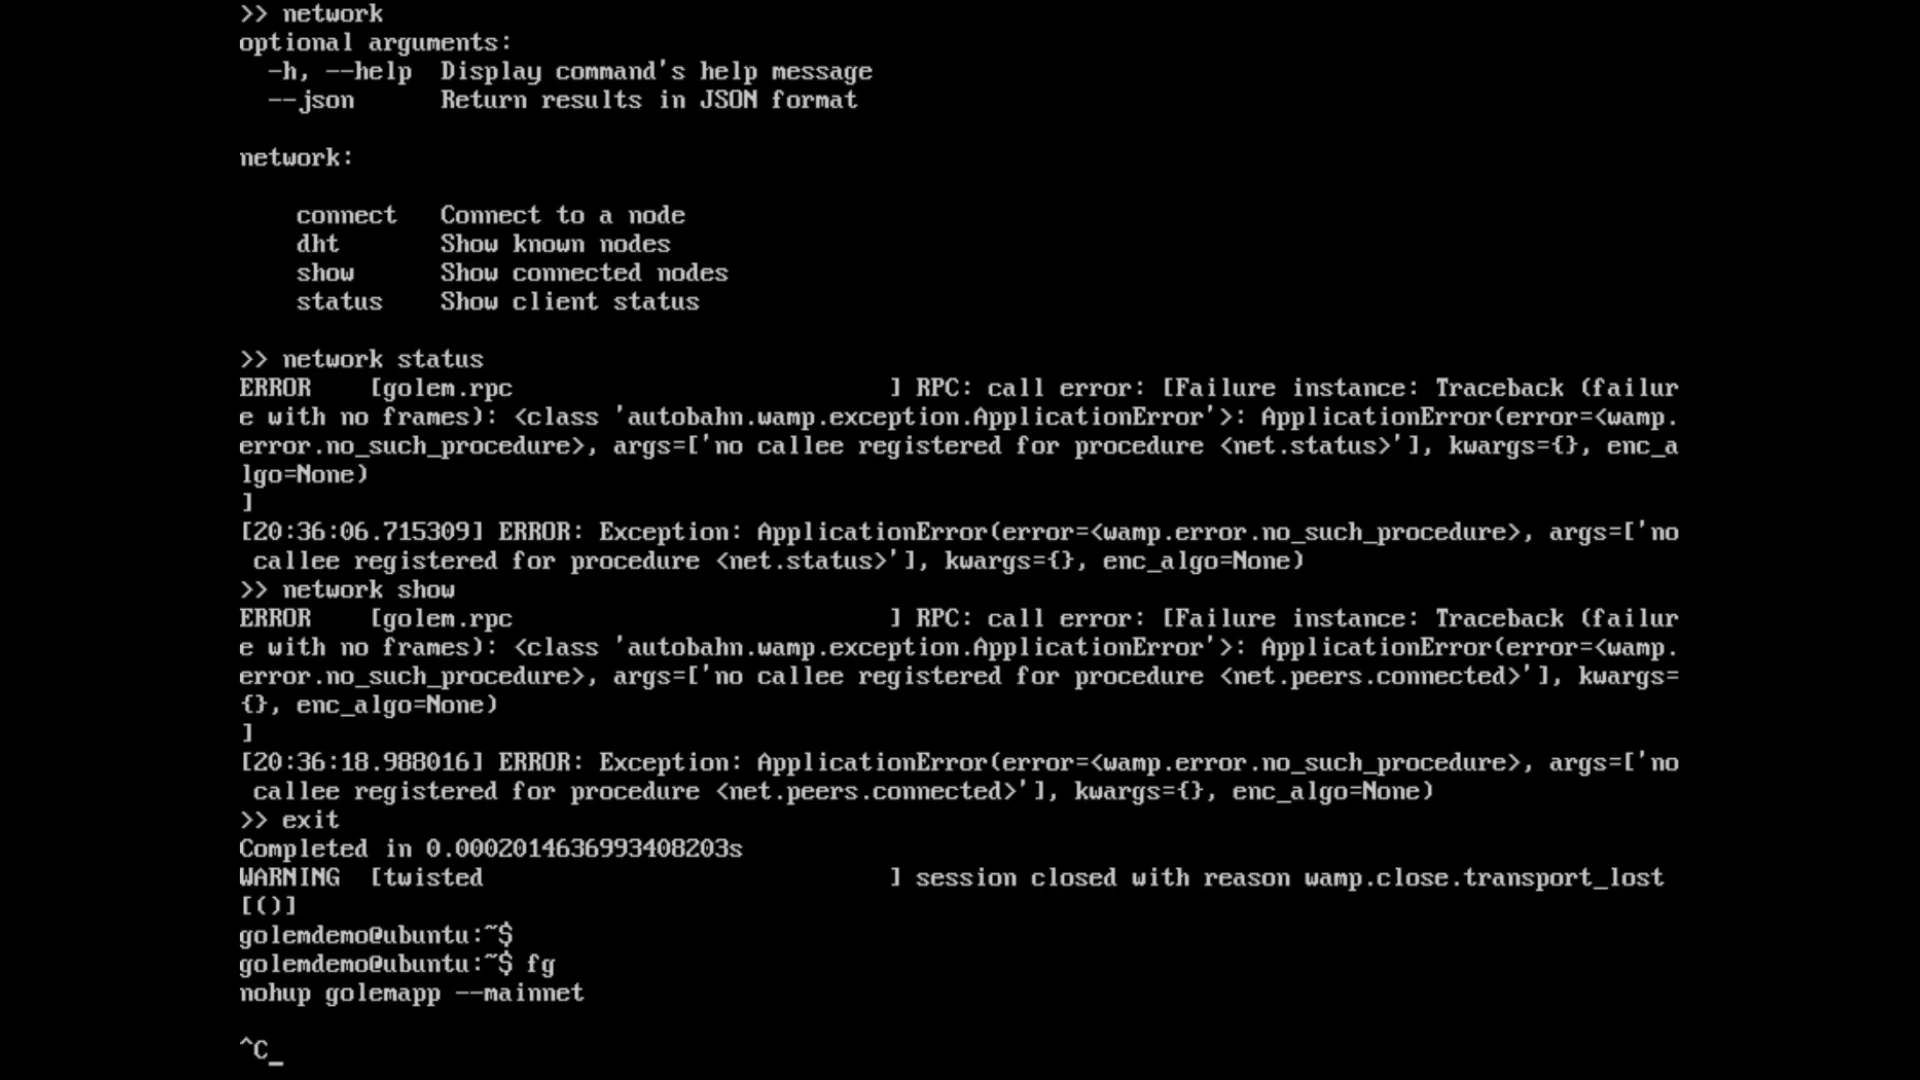 >> network
optional arguments:
  -h, --help  Display command's help message
  --json      Return results in JSON format

network:

    connect   Connect to a node
    dht       Show known nodes
    show      Show connected nodes
    status    Show client status

>> network status
ERROR    [golem.rpc                          ] RPC: call error: [Failure instance: Traceback (failur
e with no frames): <class 'autobahn.wamp.exception.ApplicationError'>: ApplicationError(error=<wamp.
error.no_such_procedure>, args=['no callee registered for procedure <net.status>'], kwargs={}, enc_a
lgo=None)
]
[20:36:06.715309] ERROR: Exception: ApplicationError(error=<wamp.error.no_such_procedure>, args=['no
 callee registered for procedure <net.status>'], kwargs={}, enc_algo=None)
>> network show
ERROR    [golem.rpc                          ] RPC: call error: [Failure instance: Traceback (failur
e with no frames): <class 'autobahn.wamp.exception.ApplicationError'>: ApplicationError(error=<wamp.
error.no_such_procedure>, args=['no callee registered for procedure <net.peers.connected>'], kwargs=
{}, enc_algo=None)
]
[20:36:18.988016] ERROR: Exception: ApplicationError(error=<wamp.error.no_such_procedure>, args=['no
 callee registered for procedure <net.peers.connected>'], kwargs={}, enc_algo=None)
>> exit
Completed in 0.0002014636993408203s
WARNING  [twisted                            ] session closed with reason wamp.close.transport_lost
[()]
golemdemo@ubuntu:~$
golemdemo@ubuntu:~$ fg
nohup golemapp --mainnet

^C_